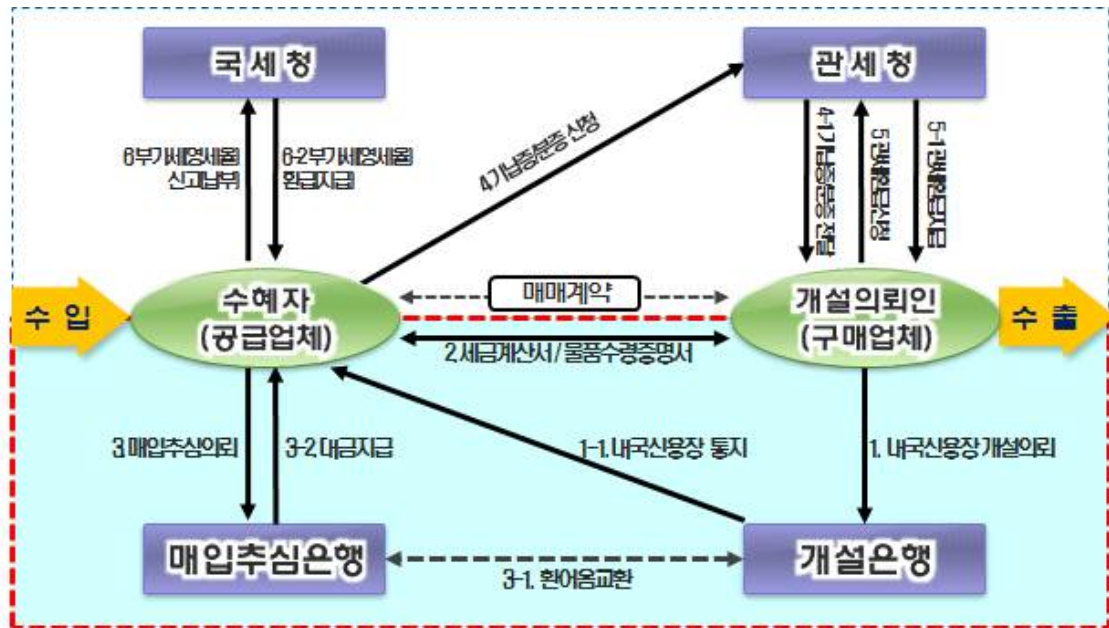 국세청
관세청
6.부가세(영세율)
신고납부
6-2부가세(영세율)
환급(지급)
4.기납증분증 신청
4-1기납증분증 전달
5.관세환급신청
5-1관세환급지급
수 입
수혜자
(공급업체)
매매계약
개설의뢰인
(구매업체)
수 출
2.세금계산서 / 물품수령증명서
3.매입추심의뢰
3-2.대금지급
1-1. 내국신용장 통지
1. 내국신용장 개설의뢰
매입추심은행
개설은행
3-1. 환어음교환